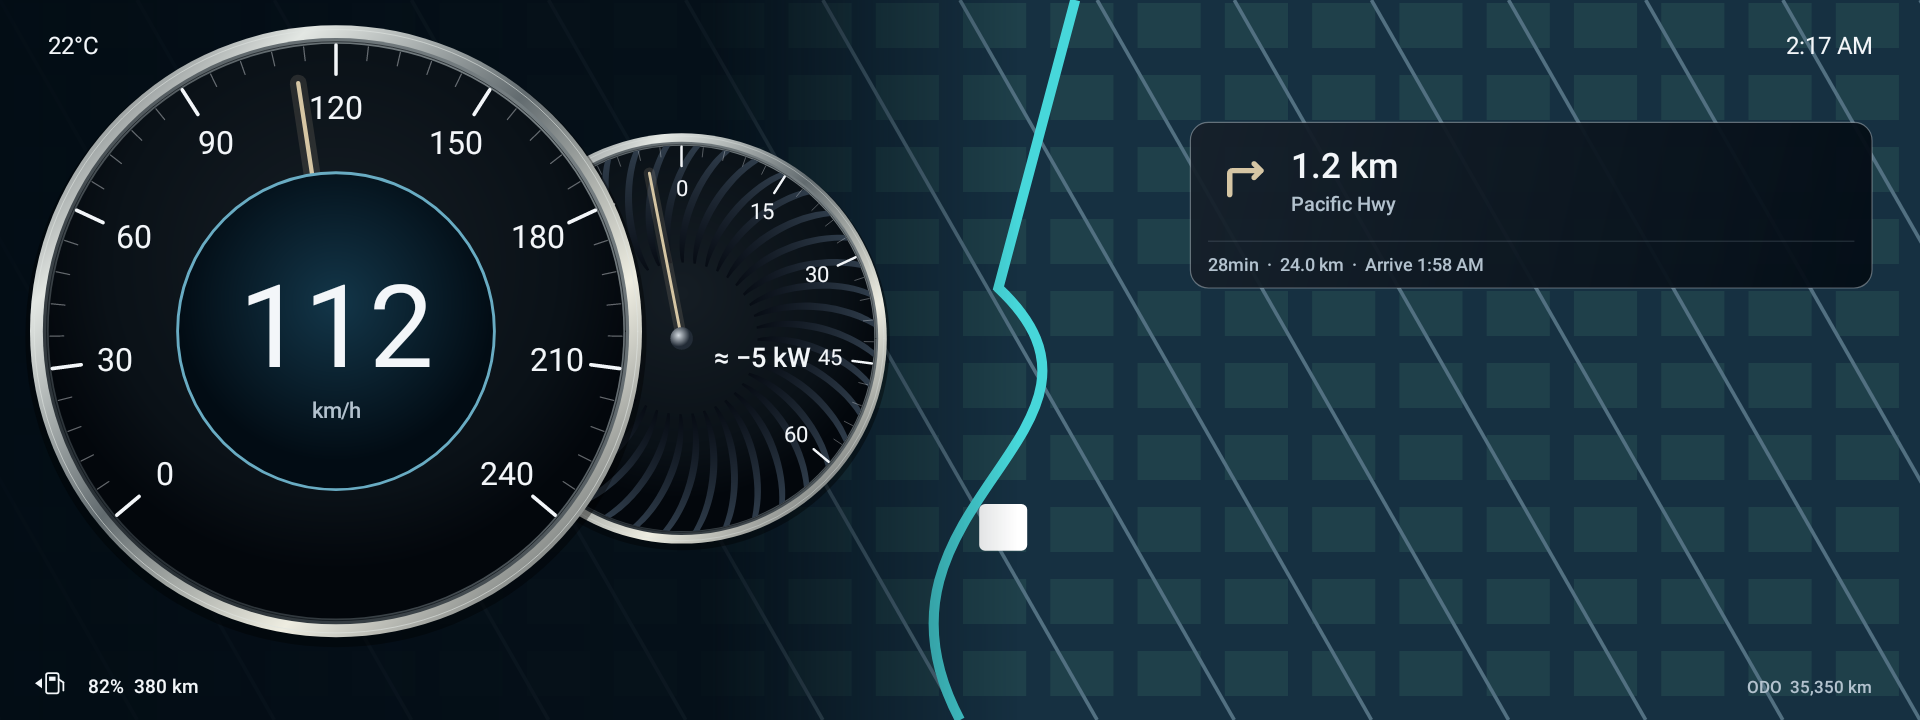 22°C
2:17 AM
0
30
60
90
120
150
180
210
240
112
km/h
0
15
30
45
60
≈ −5 kW
1.2 km
Pacific Hwy
28min · 24.0 km · Arrive 1:58 AM
82% 380 km
ODO 35,350 km